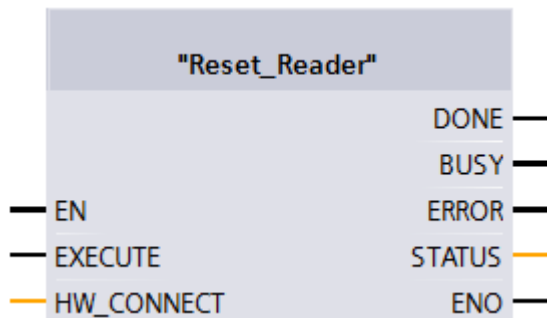 "Reset_Reader"
DONE
BUSY
EN ERROR
EXECUTE STATUS
HW_CONNECT ENO